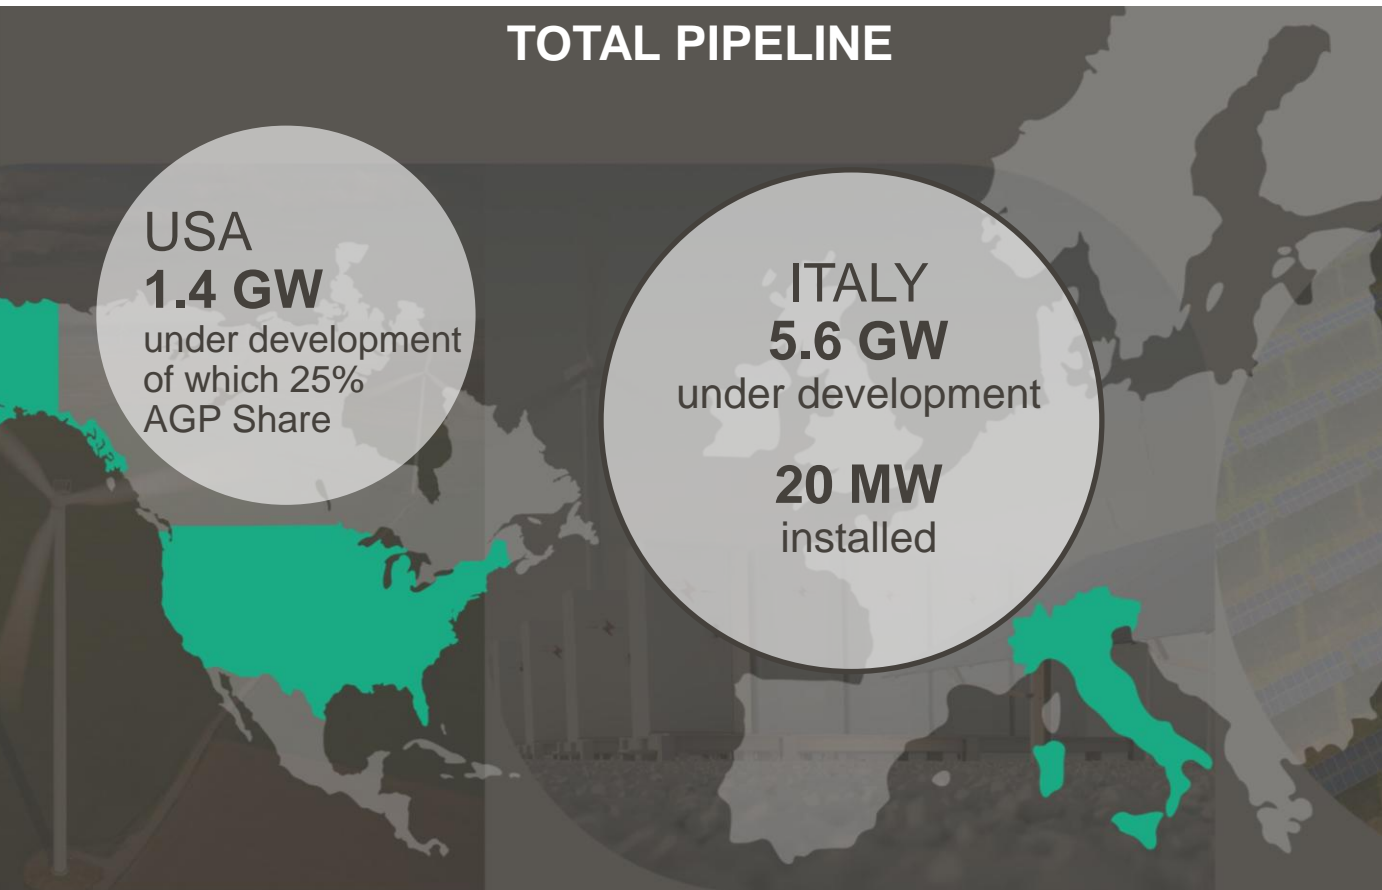 TOTAL PIPELINE
USA
1.4 GW
under development
of which 25%
AGP Share
ITALY
5.6 GW
under development
20 MW
installed